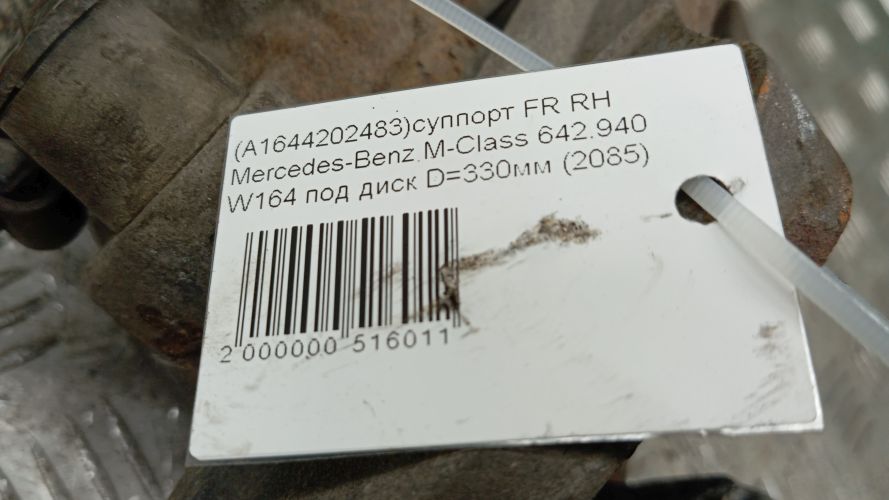 (A1644202483)суппорт FR RH
Mercedes-Benz M-Class 642.940
W164 под диск D=330мм (2085)
2 000000 516011